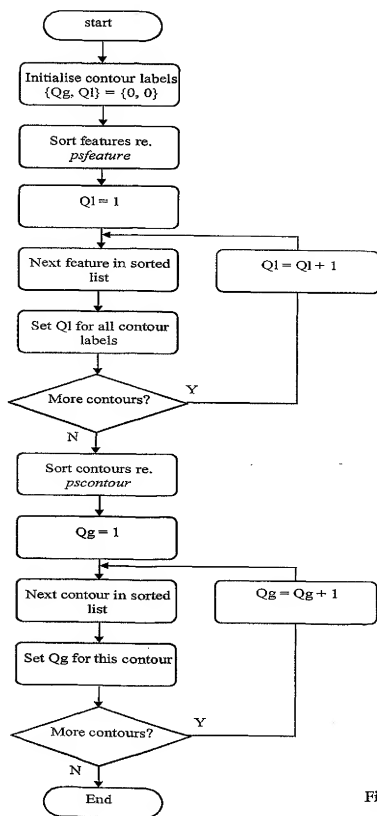 start
Initialise contour labels
{Qg, Ql} = {0, 0}
Sort features re.
psfeature
Ql = 1
Next feature in sorted
list
Ql = Ql + 1
Set Ql for all contour
labels
More contours?
Y
N
Sort contours re.
pscontour
Qg = 1
Next contour in sorted
list
Qg = Qg + 1
Set Qg for this contour
More contours?
Y
N
End